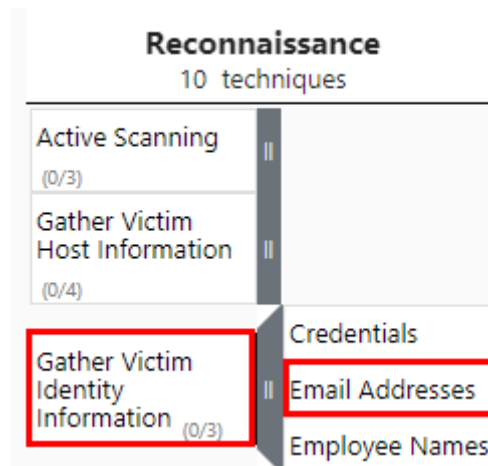 Reconnaissance
10 techniques
Active Scanning
(0/3)
Gather Victim
Host Information
(0/4)
Gather Victim
Identity
Information (0/3)
Credentials
Email Addresses
Employee Names